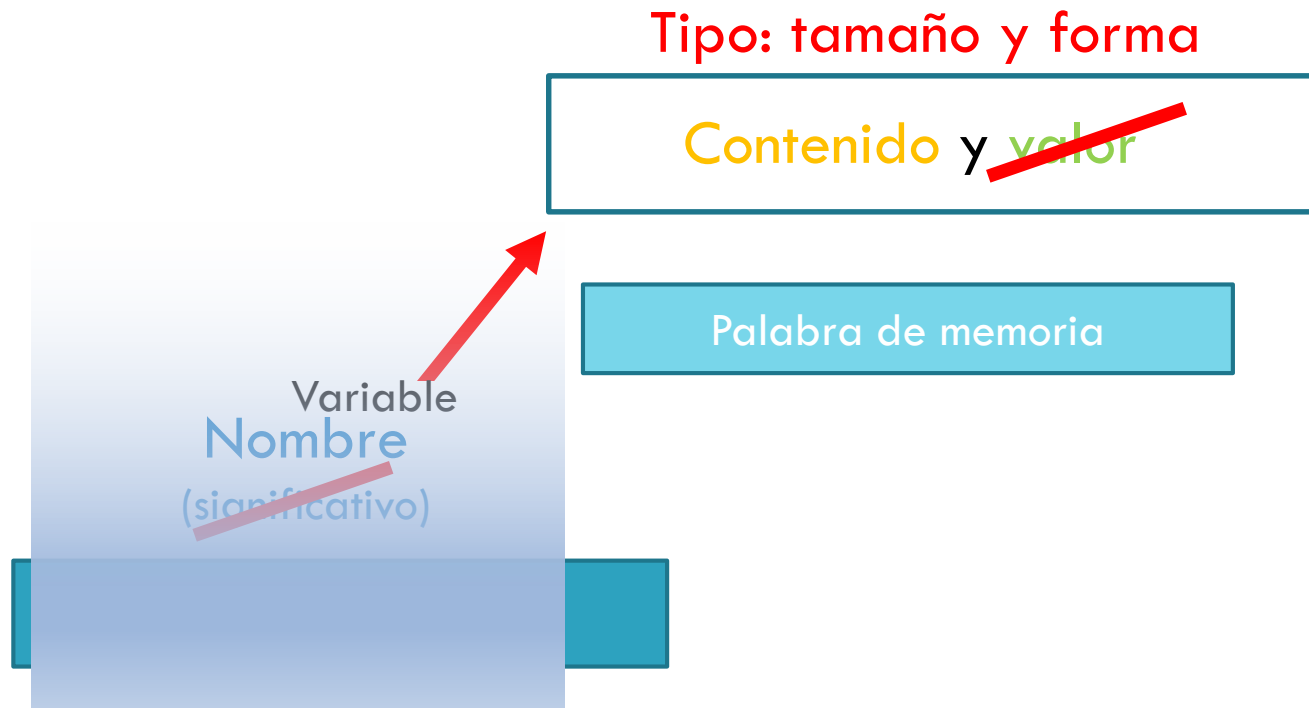 Tipo: tamaño y forma
Contenido y valor
Palabra de memoria
Variable
Nombre
(significativo)